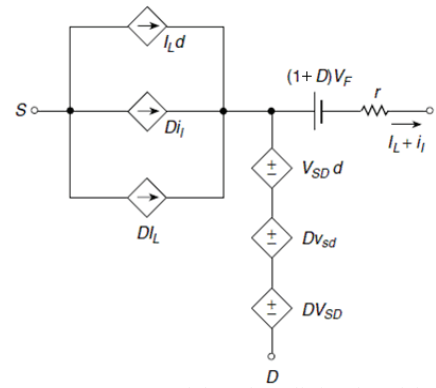 I_L d
S
Di_l
DI_L
(1+ D)V_F
r
I_L + i_l
V_SD d
Dv_sd
DV_SD
D